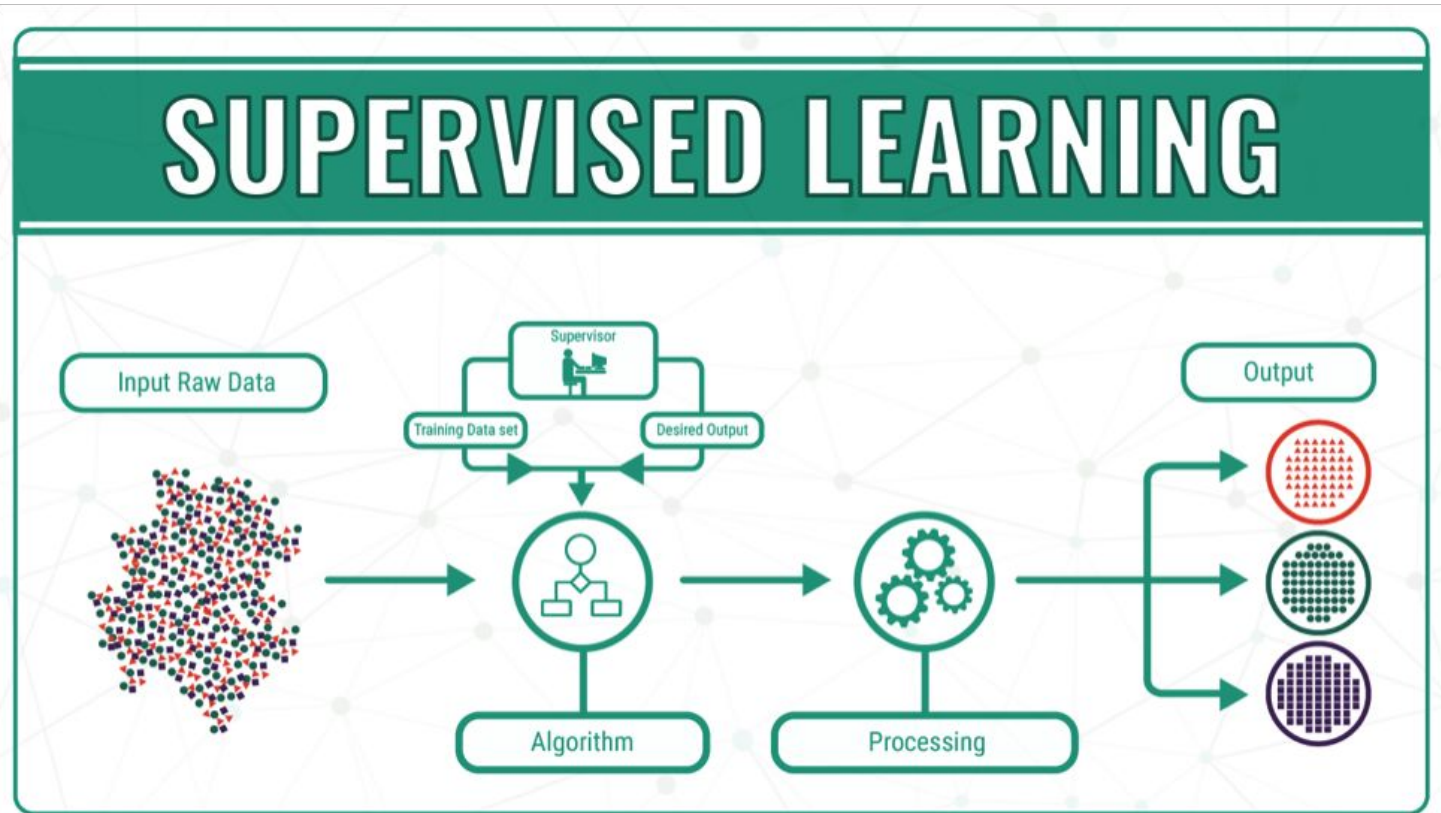 SUPERVISED LEARNING
Input Raw Data
Supervisor
Training Data set
Desired Output
Algorithm
Processing
Output